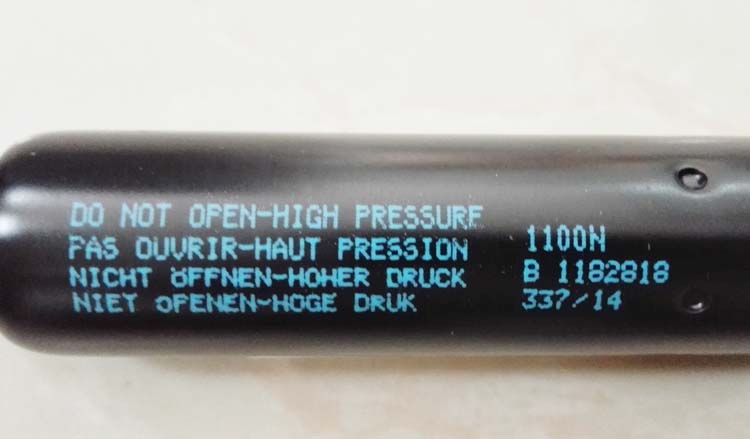 DO NOT OPEN-HIGH PRESSURE
PAS OUVRIR-HAUT PRESSION
NICHT ÖFFNEN-HOHER DRUCK
NIET OPENEN-HOGE DRUK
1100N
B 1182818
337/14